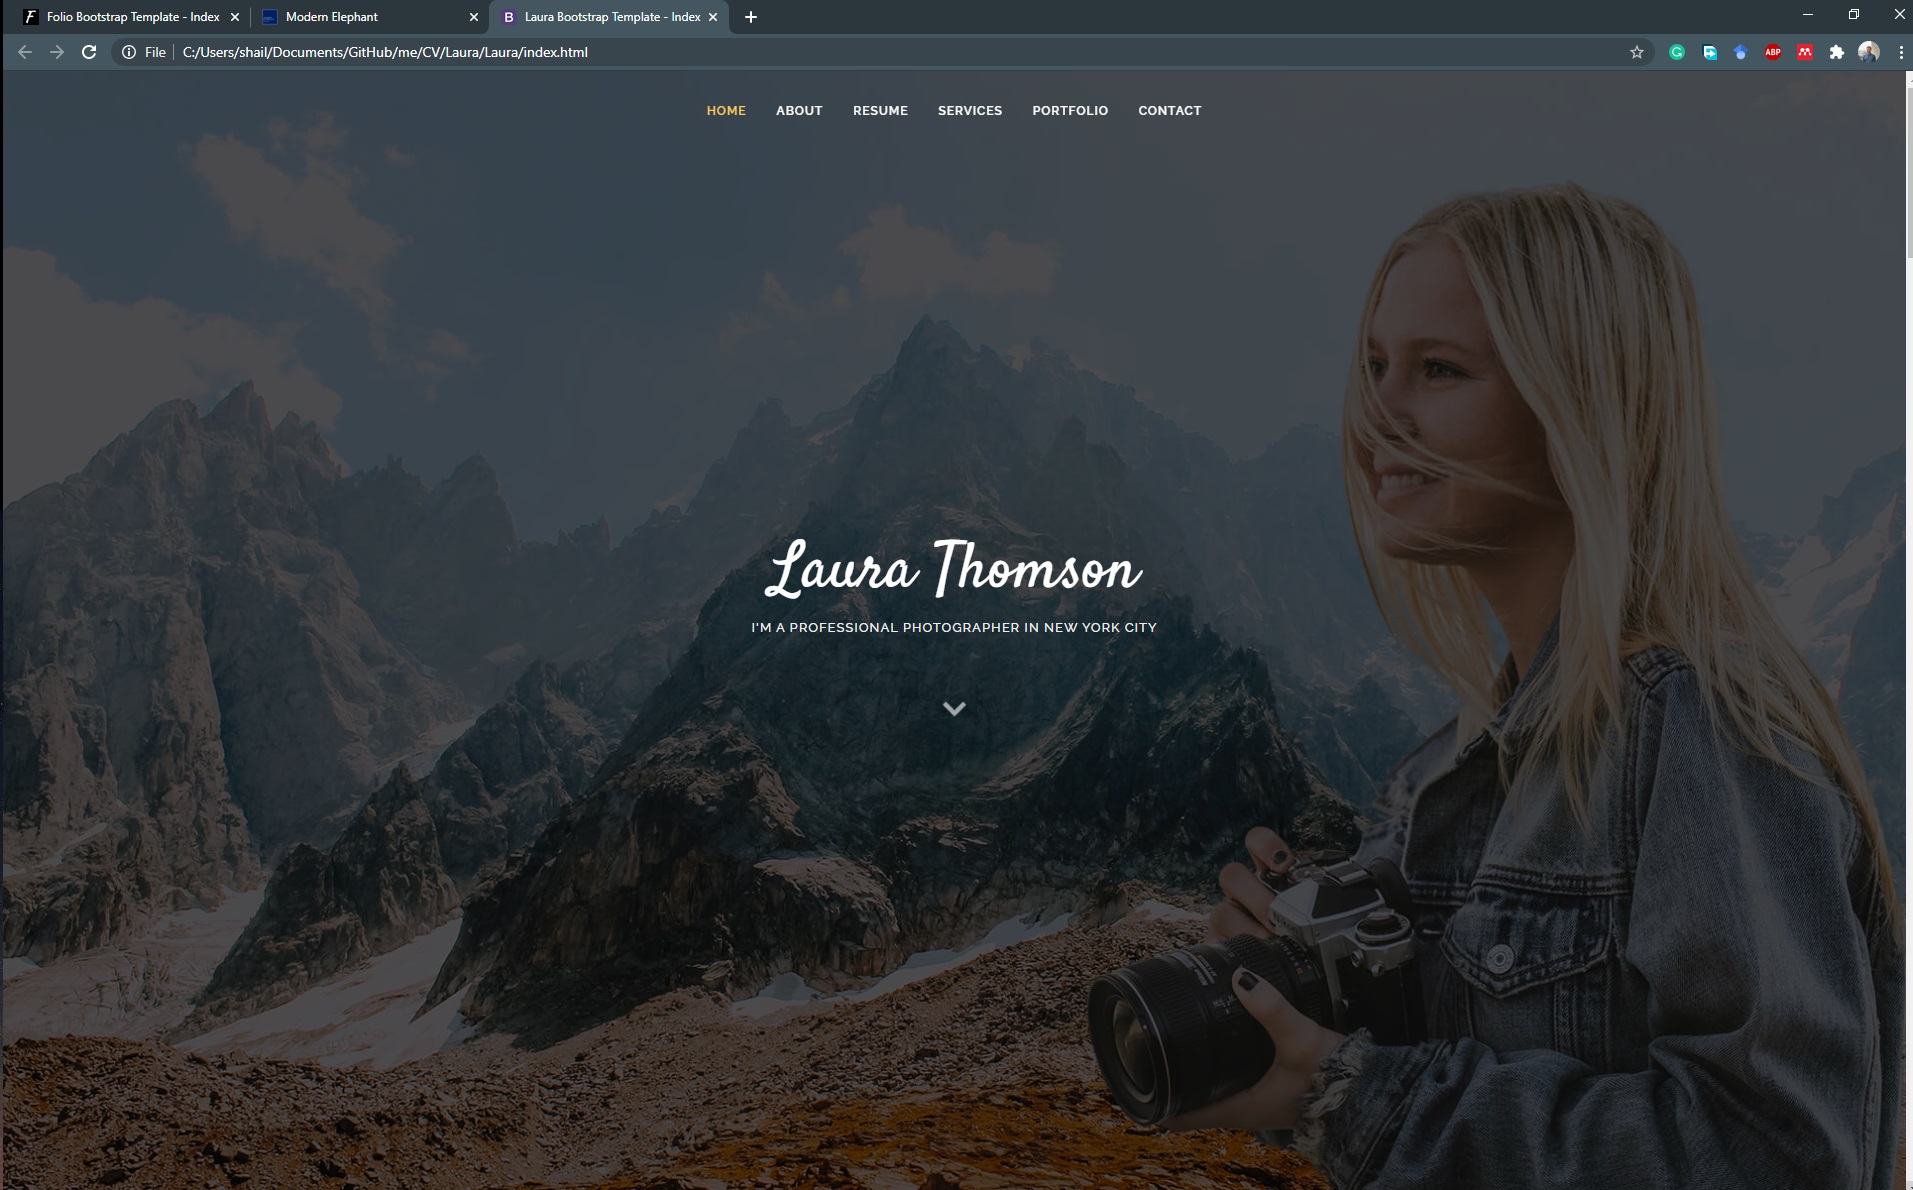 Folio Bootstrap Template - Index
Modern Elephant
B Laura Bootstrap Template - Index
File C:/Users/shail/Documents/GitHub/me/CV/Laura/Laura/index.html
ABP
HOME ABOUT RESUME SERVICES PORTFOLIO CONTACT
Laura Thomson
I'M A PROFESSIONAL PHOTOGRAPHER IN NEW YORK CITY